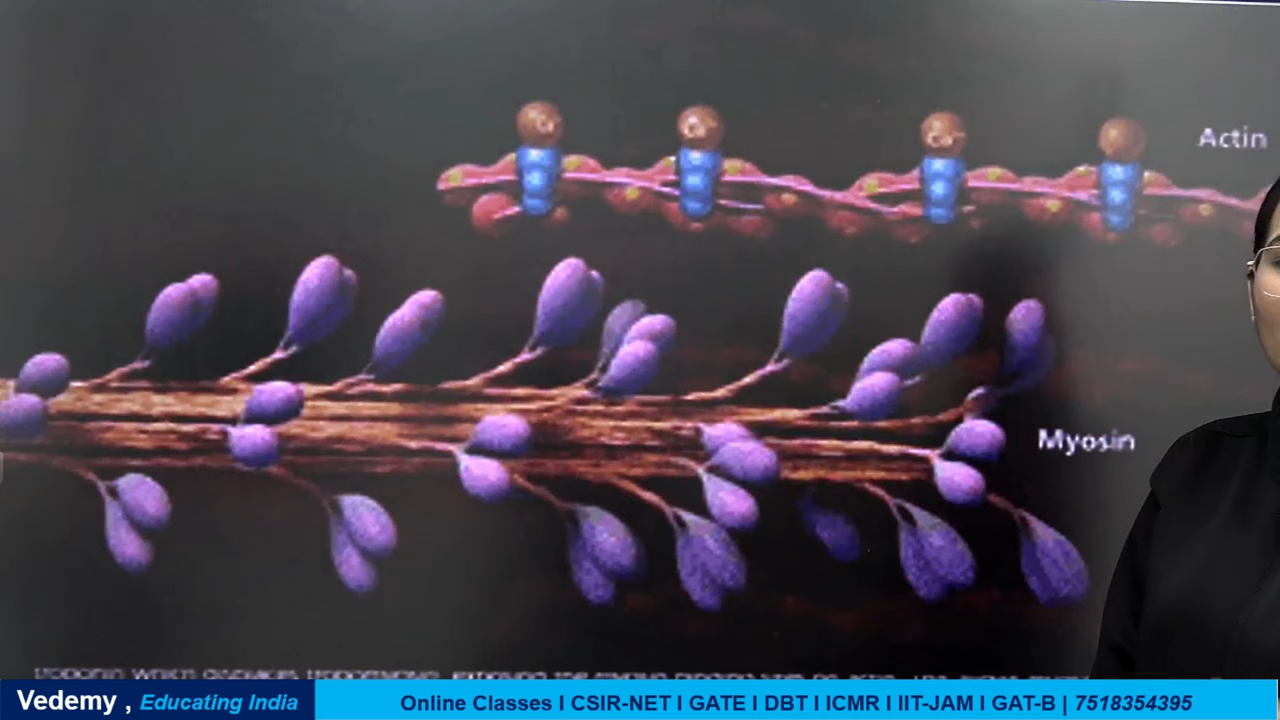 Actin
Myosin
Vedemy , Educating India
Online Classes I CSIR-NET I GATE I DBT I ICMR I IIT-JAM I GAT-B | 7518354395